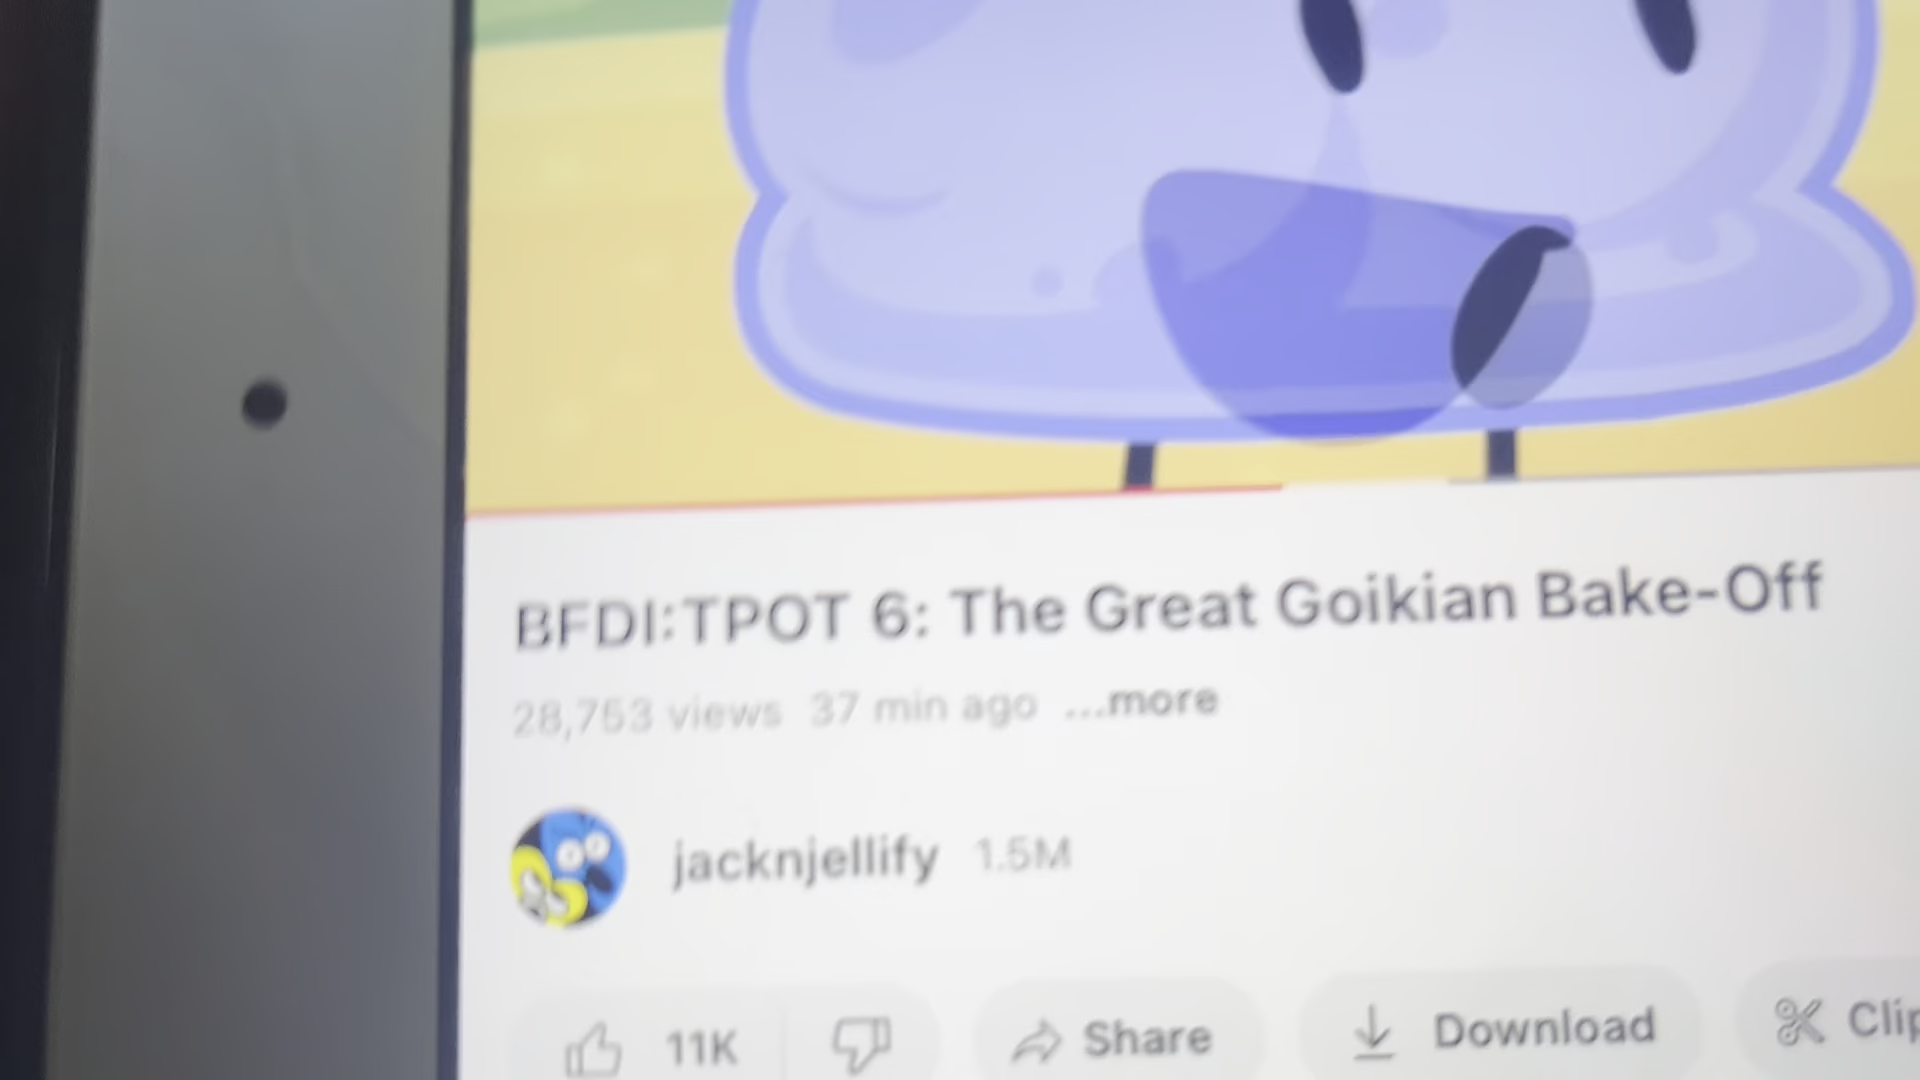 BFDI:TPOT 6: The Great Goikian Bake-Off
28,753 views 37 min ago ...more
jacknjellify 1.5M
11K Share Download Clip